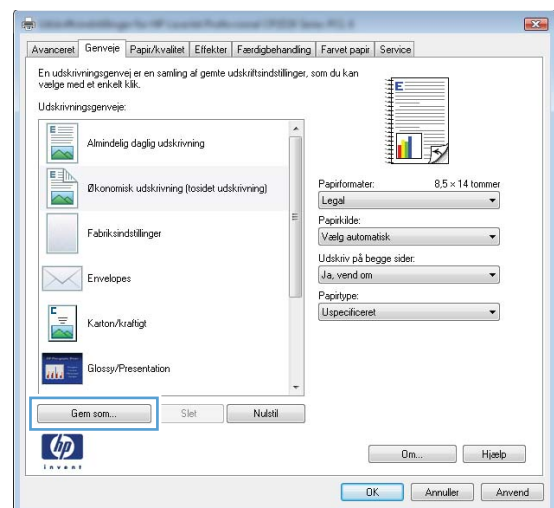 Avanceret Genveje Papir/kvalitet Effekter Færdigbehandling Farvet papir Service
En udskrivningsgenvej er en samling af gemte udskriftsindstillinger, som du kan
vælge med et enkelt klik.
Udskrivningsgenveje:
Almindelig daglig udskrivning
Økonomisk udskrivning (tosidet udskrivning)
Fabriksindstillinger
Envelopes
Karton/kraftigt
Glossy/Presentation
E
Papirformater: 8,5 × 14 tommer
Legal
Papirkilde:
Vælg automatisk
Udskriv på begge sider:
Ja, vend om
Papirtype:
Uspecificeret
Gem som... Slet Nulstil
hp
invent
Om... Hjælp
OK Annuller Anvend